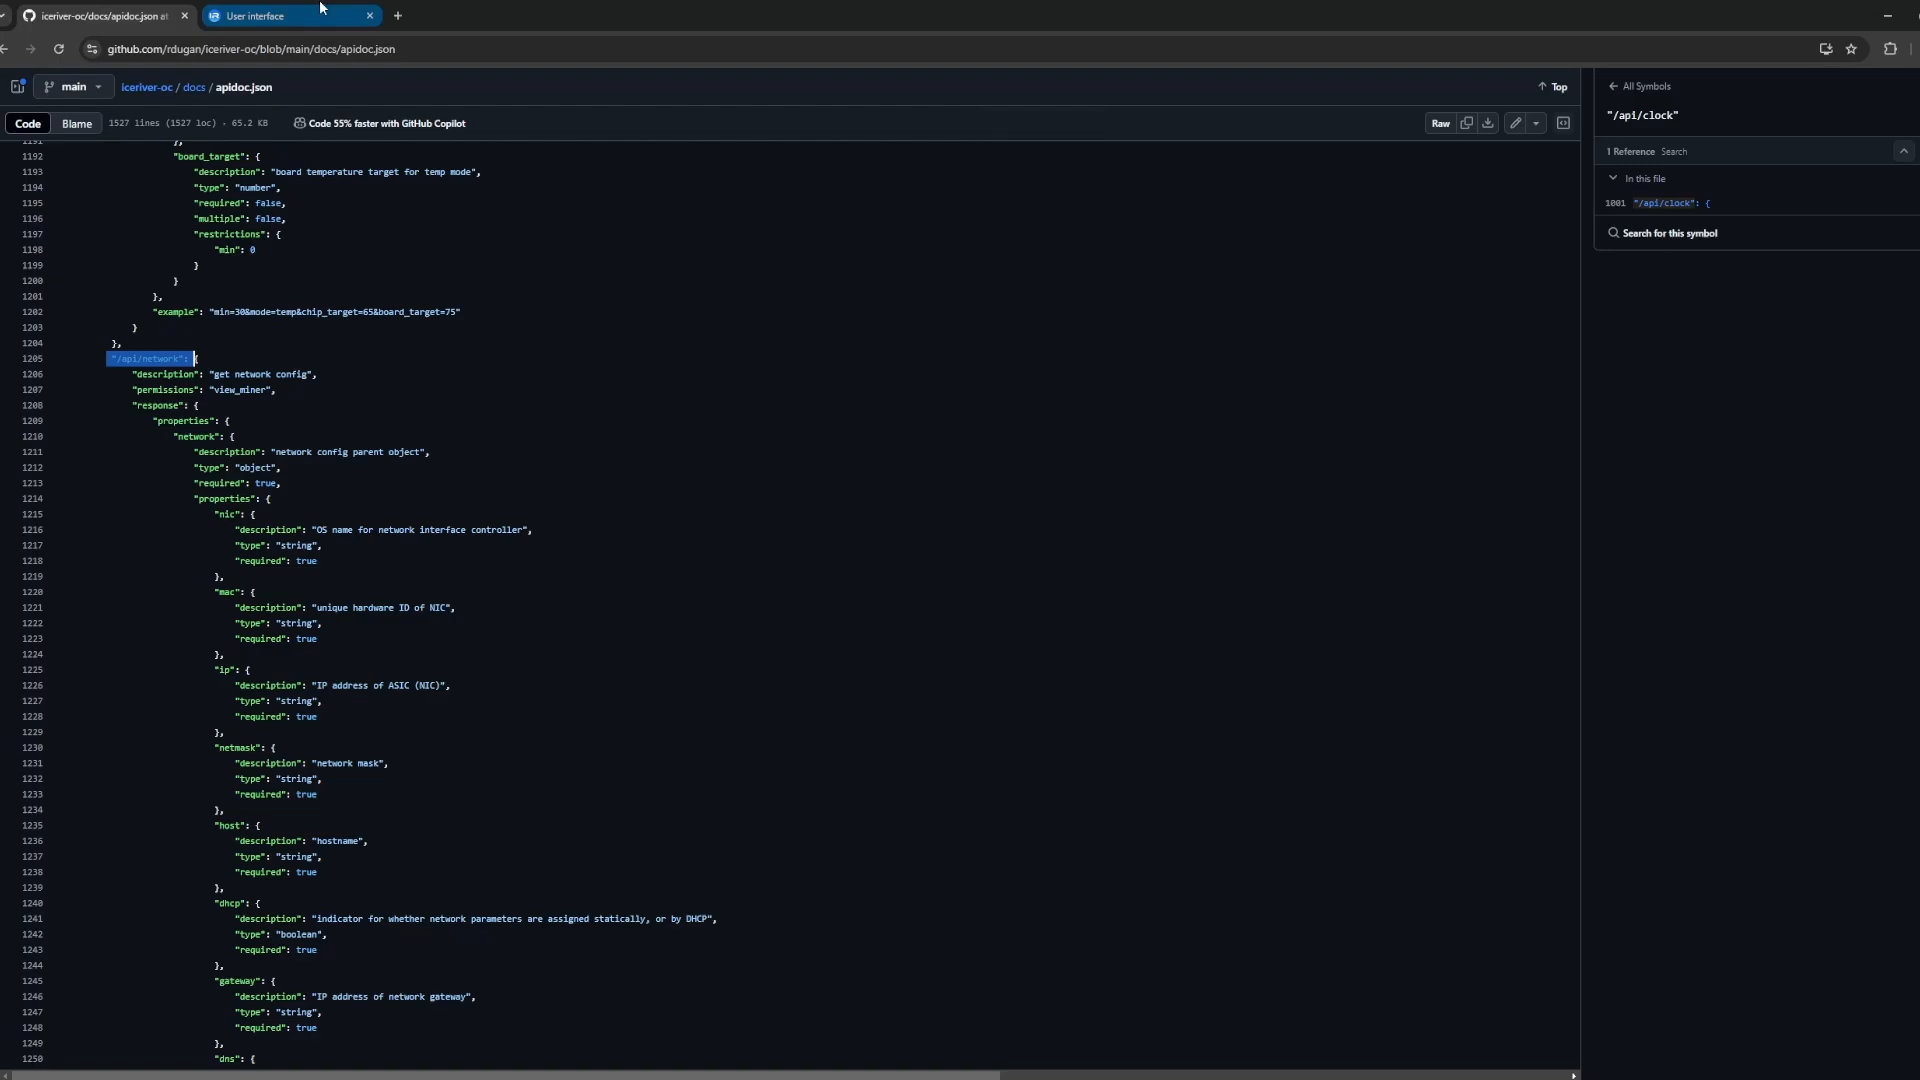 iceriver-oc/docs/apidoc.json at
User interface
github.com/rdugan/iceriver-oc/blob/main/docs/apidoc.json
main
iceriver-oc / docs / apidoc.json
Top
Code
Blame
1527 lines (1527 loc) · 65.2 KB
Code 55% faster with GitHub Copilot
Raw
All Symbols
"/api/clock"
1 Reference Search
In this file
1001 "/api/clock": {
Search for this symbol
1191 },
1192 "board_target": {
1193 "description": "board temperature target for temp mode",
1194 "type": "number",
1195 "required": false,
1196 "multiple": false,
1197 "restrictions": {
1198 "min": 0
1199 }
1200 }
1201 },
1202 "example": "min=30&mode=temp&chip_target=65&board_target=75"
1203 }
1204 },
1205 "/api/network": {
1206 "description": "get network config",
1207 "permissions": "view_miner",
1208 "response": {
1209 "properties": {
1210 "network": {
1211 "description": "network config parent object",
1212 "type": "object",
1213 "required": true,
1214 "properties": {
1215 "nic": {
1216 "description": "OS name for network interface controller",
1217 "type": "string",
1218 "required": true
1219 },
1220 "mac": {
1221 "description": "unique hardware ID of NIC",
1222 "type": "string",
1223 "required": true
1224 },
1225 "ip": {
1226 "description": "IP address of ASIC (NIC)",
1227 "type": "string",
1228 "required": true
1229 },
1230 "netmask": {
1231 "description": "network mask",
1232 "type": "string",
1233 "required": true
1234 },
1235 "host": {
1236 "description": "hostname",
1237 "type": "string",
1238 "required": true
1239 },
1240 "dhcp": {
1241 "description": "indicator for whether network parameters are assigned statically, or by DHCP",
1242 "type": "boolean",
1243 "required": true
1244 },
1245 "gateway": {
1246 "description": "IP address of network gateway",
1247 "type": "string",
1248 "required": true
1249 },
1250 "dns": {